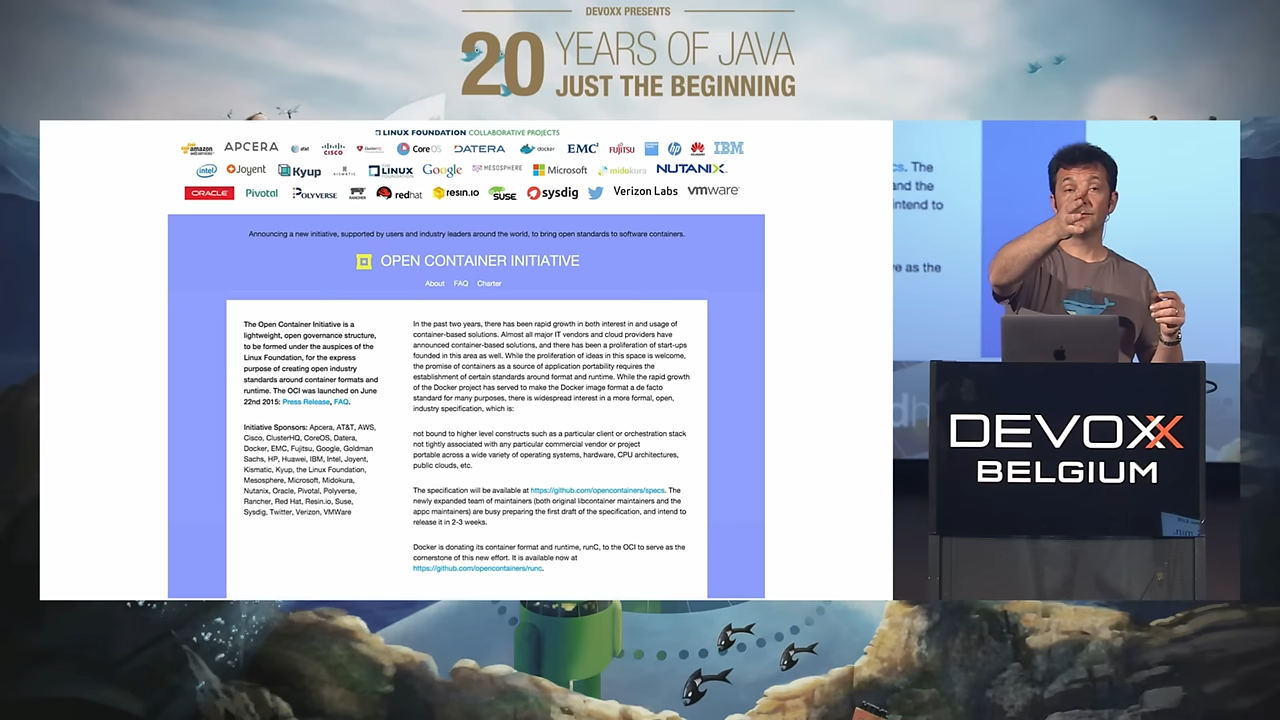 DEVOXX PRESENTS
20 YEARS OF JAVA
JUST THE BEGINNING
LINUX FOUNDATION COLLABORATIVE PROJECTS
amazon APCERA at&t CISCO ClusterHQ CoreOS DATERA docker EMC² FUJITSU hp HUAWEI IBM
intel Joyent Kyup KISMATIC LINUX FOUNDATION Google MESOSPHERE Microsoft midokura NUTANIX
ORACLE Pivotal POLYVERSE RANCHER redhat resin.io SUSE sysdig Verizon Labs vmware
Announcing a new initiative, supported by users and industry leaders around the world, to bring open standards to software containers.
OPEN CONTAINER INITIATIVE
About FAQ Charter
The Open Container Initiative is a
lightweight, open governance structure,
to be formed under the auspices of the
Linux Foundation, for the express
purpose of creating open industry
standards around container formats and
runtime. The OCI was launched on June
22nd 2015: Press Release, FAQ.
Initiative Sponsors: Apcera, AT&T, AWS,
Cisco, ClusterHQ, CoreOS, Datera,
Docker, EMC, Fujitsu, Google, Goldman
Sachs, HP, Huawei, IBM, Intel, Joyent,
Kismatic, Kyup, the Linux Foundation,
Mesosphere, Microsoft, Midokura,
Nutanix, Oracle, Pivotal, Polyverse,
Rancher, Red Hat, Resin.io, Suse,
Sysdig, Twitter, Verizon, VMWare
In the past two years, there has been rapid growth in both interest in and usage of
container-based solutions. Almost all major IT vendors and cloud providers have
announced container-based solutions, and there has been a proliferation of start-ups
founded in this area as well. While the proliferation of ideas in this space is welcome,
the promise of containers as a source of application portability requires the
establishment of certain standards around format and runtime. While the rapid growth
of the Docker project has served to make the Docker image format a de facto
standard for many purposes, there is widespread interest in a more formal, open,
industry specification, which is:
not bound to higher level constructs such as a particular client or orchestration stack
not tightly associated with any particular commercial vendor or project
portable across a wide variety of operating systems, hardware, CPU architectures,
public clouds, etc.
The specification will be available at https://github.com/opencontainers/specs. The
newly expanded team of maintainers (both original libcontainer maintainers and the
appc maintainers) are busy preparing the first draft of the specification, and intend to
release it in 2-3 weeks.
Docker is donating its container format and runtime, runC, to the OCI to serve as the
cornerstone of this new effort. It is available now at
https://github.com/opencontainers/runc.
cs. The
and the
intend to
e as the
DEVOXX
BELGIUM